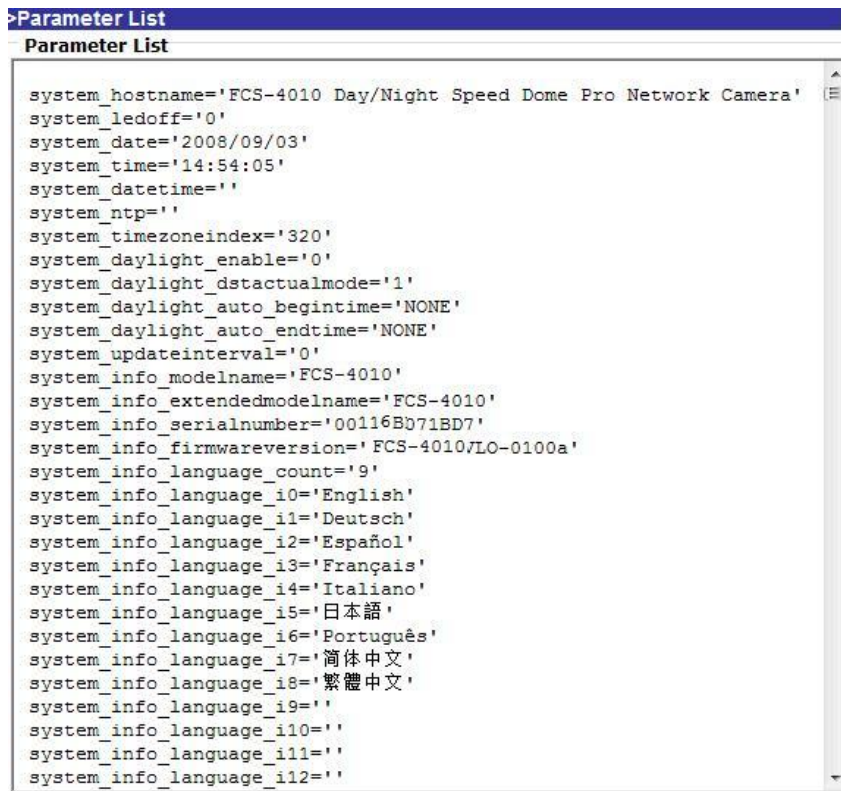 >Parameter List
Parameter List
system_hostname='FCS-4010 Day/Night Speed Dome Pro Network Camera'
system_ledoff='0'
system_date='2008/09/03'
system_time='14:54:05'
system_datetime=''
system_ntp=''
system_timezoneindex='320'
system_daylight_enable='0'
system_daylight_dstactualmode='1'
system_daylight_auto_begintime='NONE'
system_daylight_auto_endtime='NONE'
system_updateinterval='0'
system_info_modelname='FCS-4010'
system_info_extendedmodelname='FCS-4010'
system_info_serialnumber='00116B071BD7'
system_info_firmwareversion='FCS-4010VLO-0100a'
system_info_language_count='9'
system_info_language_i0='English'
system_info_language_i1='Deutsch'
system_info_language_i2='Español'
system_info_language_i3='Français'
system_info_language_i4='Italiano'
system_info_language_i5='日本語'
system_info_language_i6='Português'
system_info_language_i7='简体中文'
system_info_language_i8='繁體中文'
system_info_language_i9=''
system_info_language_i10=''
system_info_language_i11=''
system_info_language_i12=''